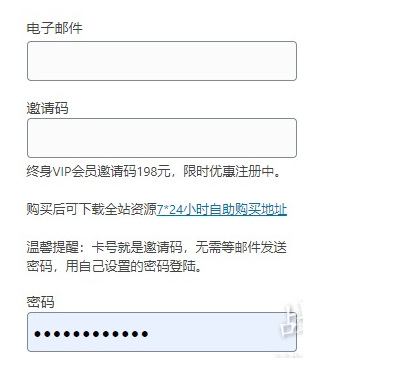 电子邮件
邀请码
终身VIP会员邀请码198元，限时优惠注册中。
购买后可下载全站资源7*24小时自助购买地址
温馨提醒：卡号就是邀请码，无需等邮件发送
密码，用自己设置的密码登陆。
密码
●●●●●●●●●●●●